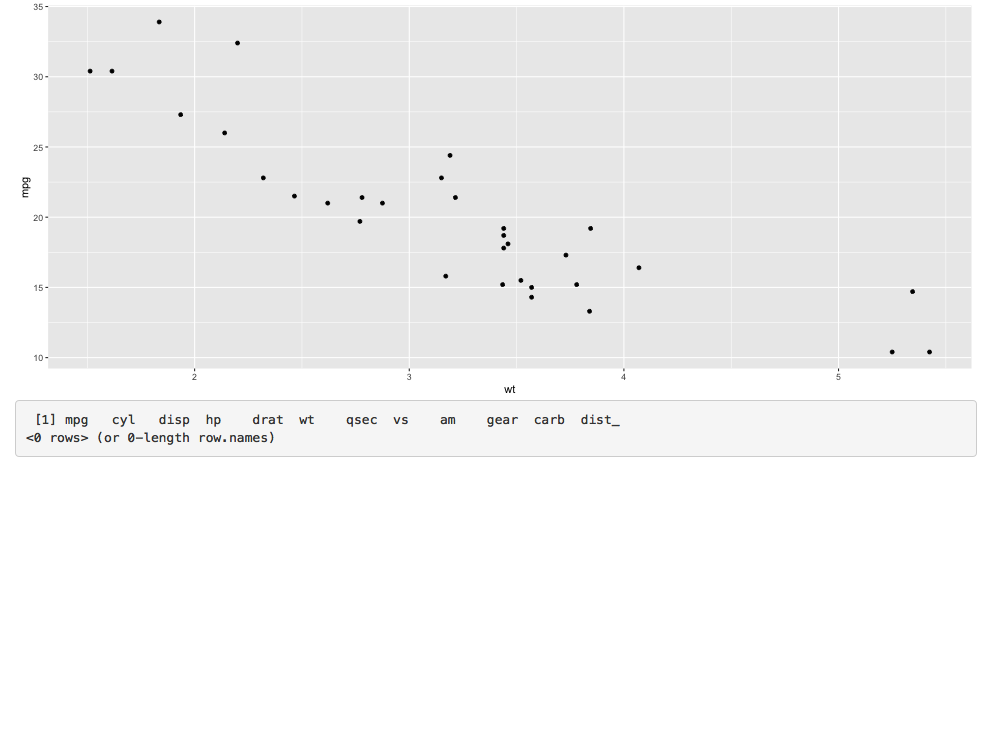 35
30
25
mpg
20
15
10
2 3 4 5
wt
[1] mpg   cyl   disp  hp    drat  wt    qsec  vs    am    gear  carb  dist_
<0 rows> (or 0-length row.names)